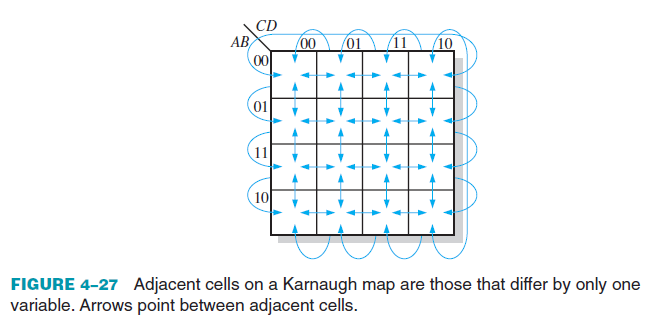 CD
AB
00 01 11 10
00
01
11
10
FIGURE 4–27 Adjacent cells on a Karnaugh map are those that differ by only one
variable. Arrows point between adjacent cells.